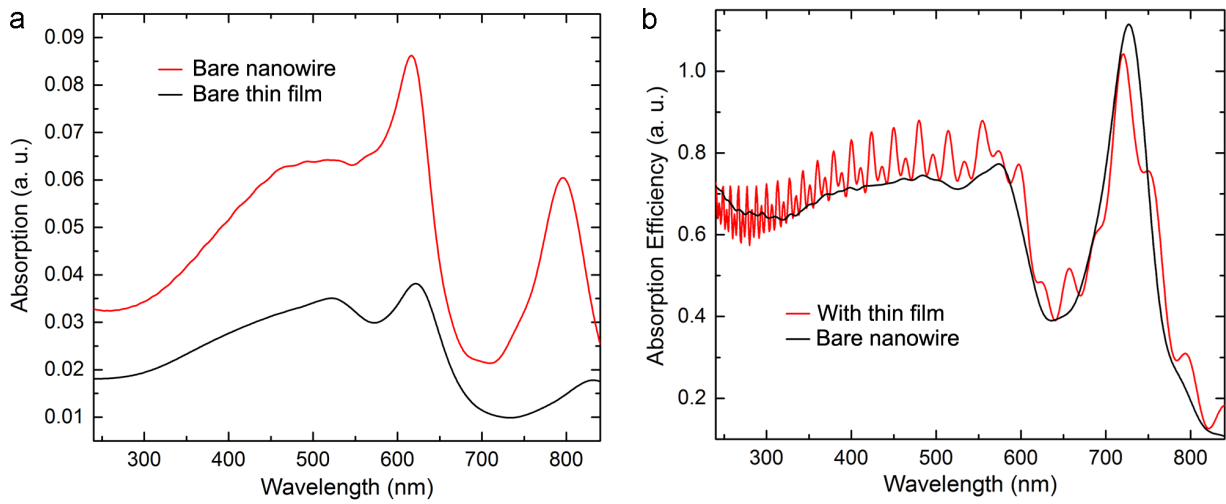 a
0.09
0.08
0.07
0.06
0.05
0.04
0.03
0.02
0.01
Absorption (a. u.)
Bare nanowire
Bare thin film
300 400 500 600 700 800
Wavelength (nm)
b
1.0
0.8
0.6
0.4
0.2
Absorption Efficiency (a. u.)
With thin film
Bare nanowire
300 400 500 600 700 800
Wavelength (nm)